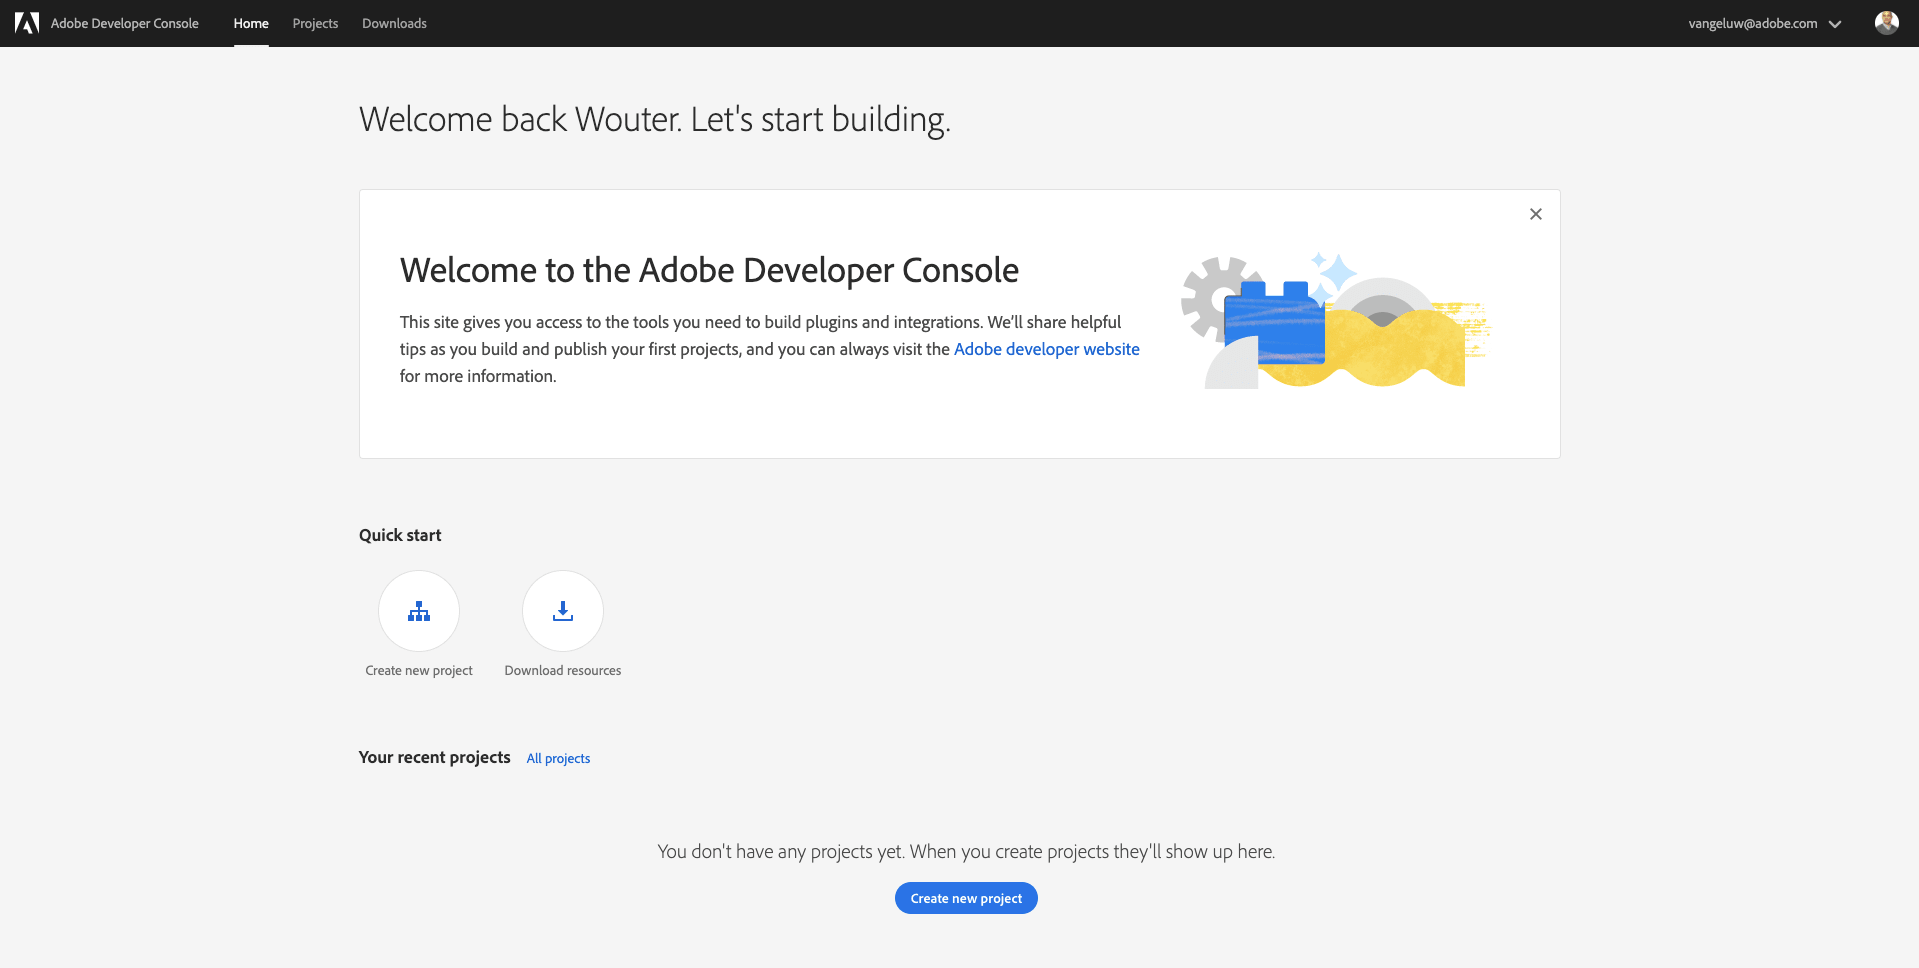 Adobe Developer Console Home Projects Downloads vangeluw@adobe.com
Welcome back Wouter. Let's start building.
Welcome to the Adobe Developer Console
This site gives you access to the tools you need to build plugins and integrations. We'll share helpful
tips as you build and publish your first projects, and you can always visit the Adobe developer website
for more information.
Quick start
Create new project Download resources
Your recent projects All projects
You don't have any projects yet. When you create projects they'll show up here.
Create new project